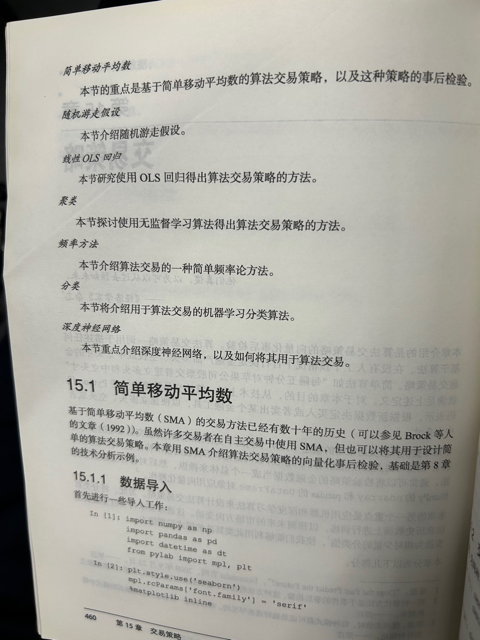 简单移动平均数
本节的重点是基于简单移动平均数的算法交易策略，以及这种策略的事后检验。
随机游走假设
本节介绍随机游走假设。
线性 OLS 回归
本节研究使用 OLS 回归得出算法交易策略的方法。
聚类
本节探讨使用无监督学习算法得出算法交易策略的方法。
频率方法
本节介绍算法交易的一种简单频率论方法。
分类
本节将介绍用于算法交易的机器学习分类算法。
深度神经网络
本节重点介绍深度神经网络，以及如何将其用于算法交易。
15.1 简单移动平均数
基于简单移动平均数（SMA）的交易方法已经有数十年的历史（可以参见 Brock 等人
的文章（1992））。虽然许多交易者在自主交易中使用 SMA，但也可以将其用于设计简
单的算法交易策略。本章用 SMA 介绍算法交易策略的向量化事后检验，基础是第 8 章
的技术分析示例。
15.1.1 数据导入
首先进行一些导入工作：
In [1]: import numpy as np
import pandas as pd
import datetime as dt
from pylab import mpl, plt
In [2]: plt.style.use('seaborn')
mpl.rcParams['font.family'] = 'serif'
%matplotlib inline
460 第 15 章 交易策略